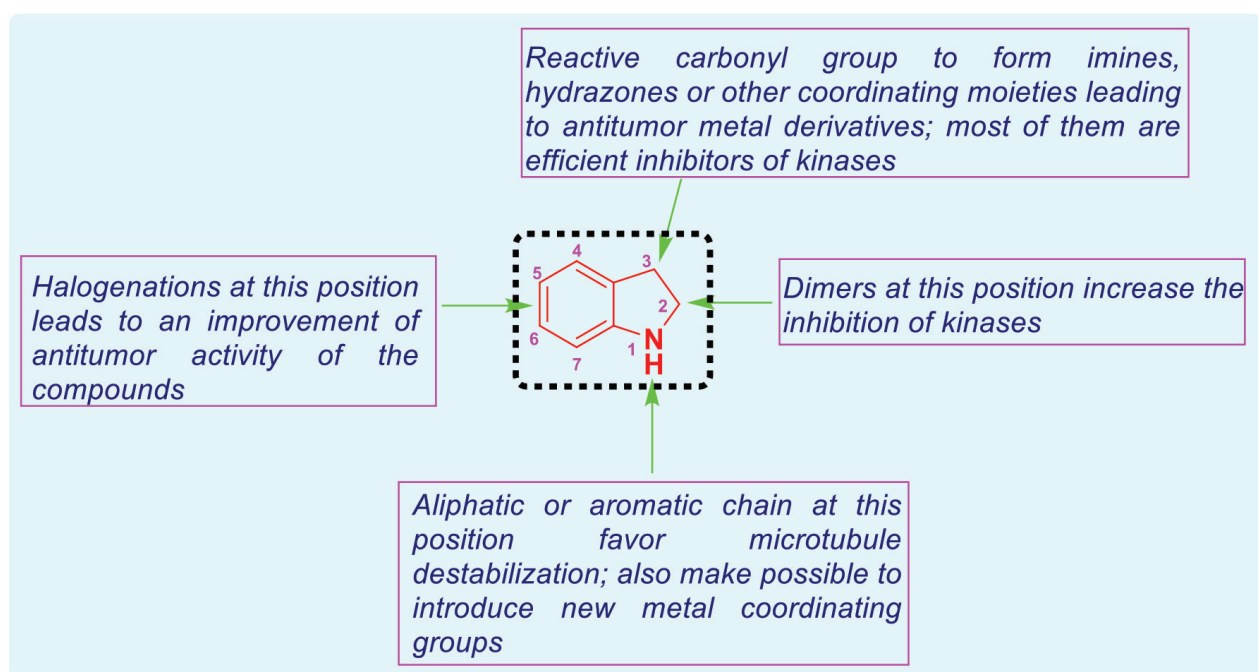 Reactive carbonyl group to form imines,
hydrazones or other coordinating moieties leading
to antitumor metal derivatives; most of them are
efficient inhibitors of kinases
4
3
5
2
6
1
7
N
H
Halogenations at this position
leads to an improvement of
antitumor activity of the
compounds
Dimers at this position increase the
inhibition of kinases
Aliphatic or aromatic chain at this
position favor microtubule
destabilization; also make possible to
introduce new metal coordinating
groups